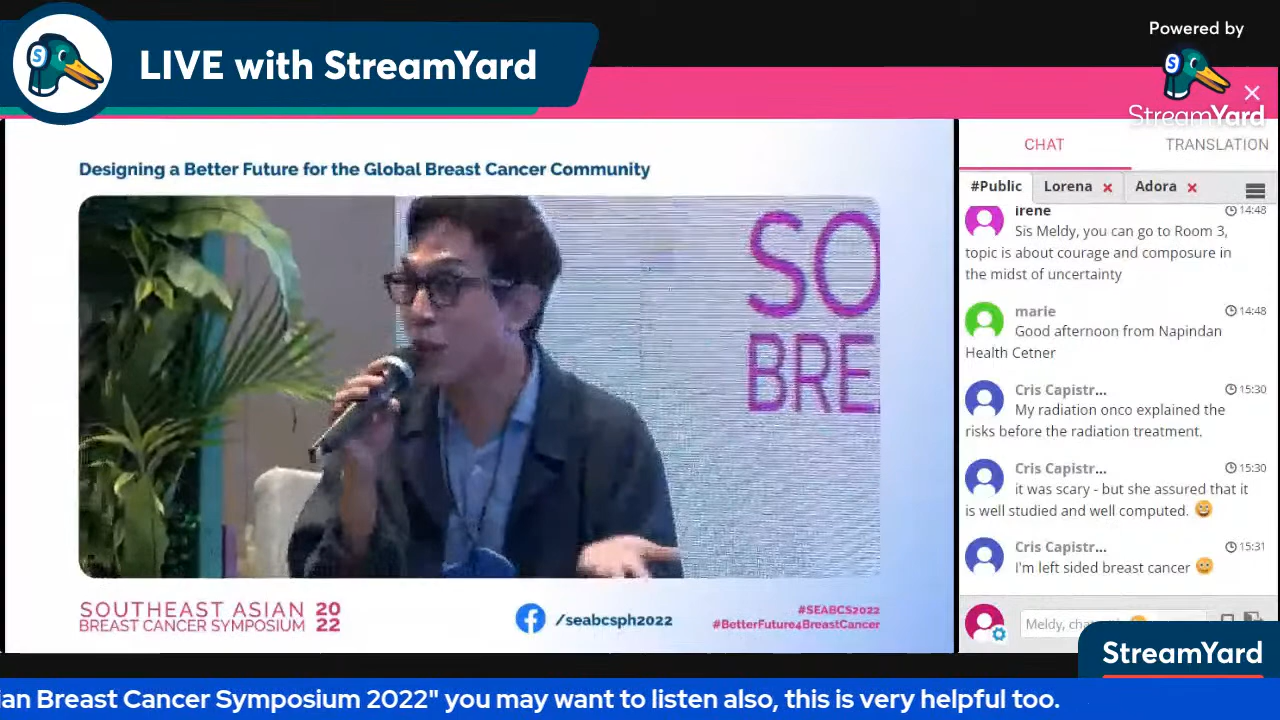 LIVE with StreamYard
Powered by
StreamYard
CHAT
TRANSLATION
#Public
Lorena
Adora
Designing a Better Future for the Global Breast Cancer Community
SO
BRE
irene
14:48
Sis Meldy, you can go to Room 3,
topic is about courage and composure in
the midst of uncertainty
marie
14:48
Good afternoon from Napindan
Health Cetner
Cris Capistr...
15:30
My radiation onco explained the
risks before the radiation treatment.
Cris Capistr...
15:30
it was scary - but she assured that it
is well studied and well computed.
Cris Capistr...
15:31
I'm left sided breast cancer
SOUTHEAST ASIAN 20
BREAST CANCER SYMPOSIUM 22
/seabcsph2022
#SEABCS2022
#BetterFuture4BreastCancer
Meldy, cha
StreamYard
ian Breast Cancer Symposium 2022" you may want to listen also, this is very helpful too.